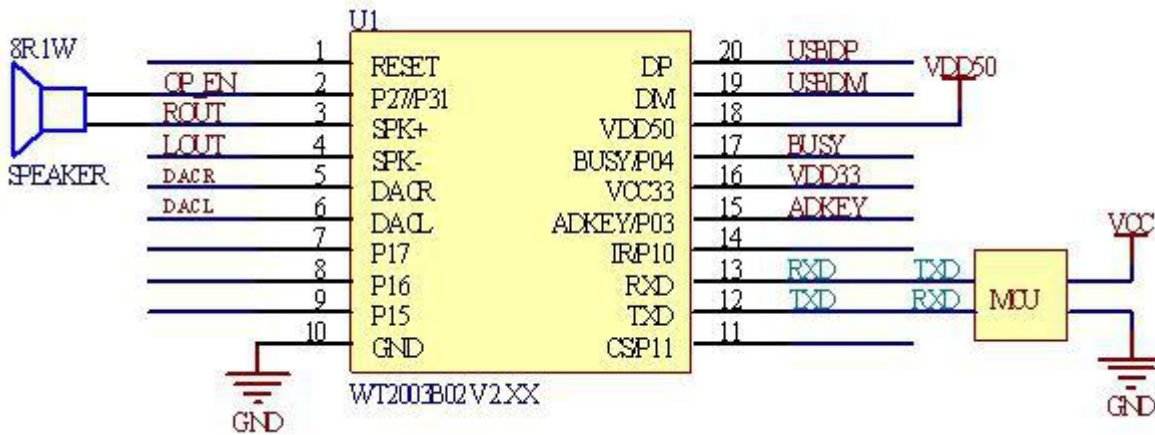 U1
8R1W
SPEAKER
1 RESET
OP_EN 2 P27/P31
ROUT 3 SPK+
LOUT 4 SPK-
DACR 5 DACR
DACL 6 DACL
7 P17
8 P16
9 P15
10 GND
GND
DP 20 USBDP
DM 19 USBDM
VDD50 18
VDD50
BUSY/P04 17 BUSY
VCC33 16 VDD33
ADKEY/P03 15 ADKEY
IR/P10 14
RXD 13 RXD TXD
TXD 12 TXD RXD
CS/P11 11
MCU
VCC
GND
WT2003B02 V2.XX